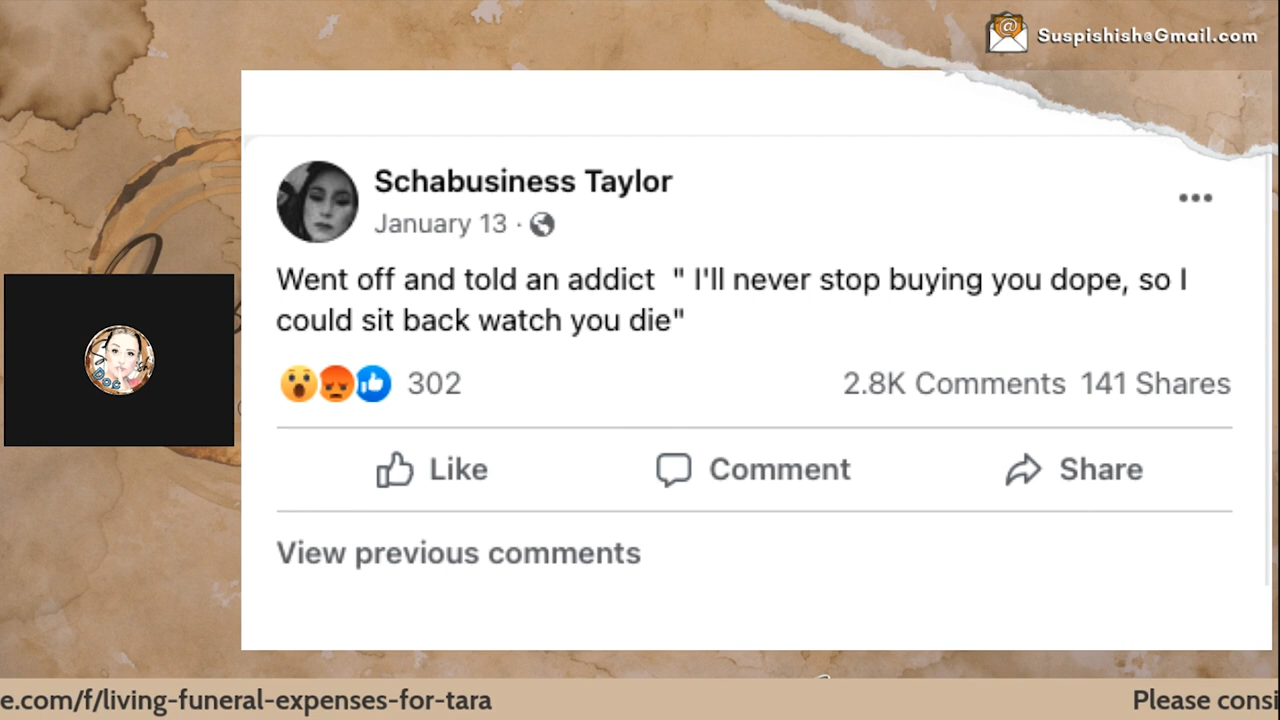 Suspishish@Gmail.com
Schabusiness Taylor
January 13 ·
Went off and told an addict " I'll never stop buying you dope, so I
could sit back watch you die"
302
2.8K Comments 141 Shares
Like
Comment
Share
View previous comments
e.com/f/living-funeral-expenses-for-tara
Please consi